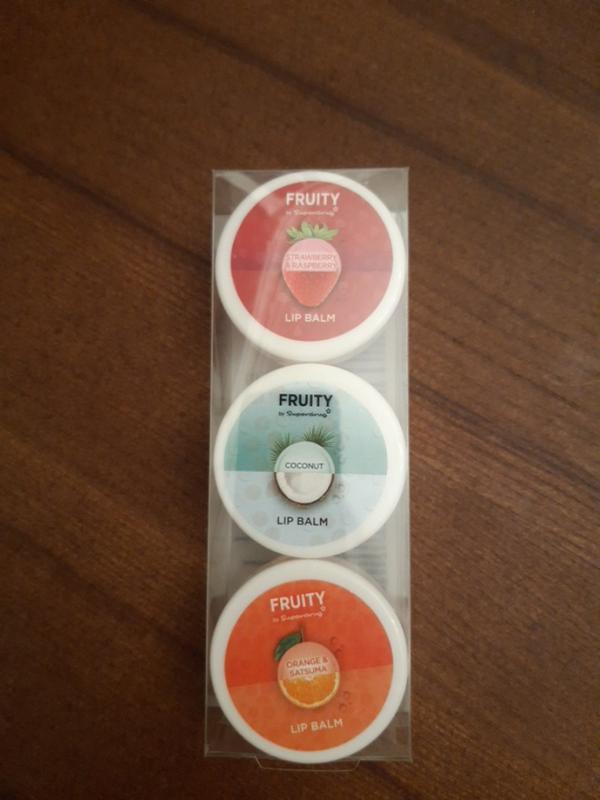 FRUITY
by Superdrug
STRAWBERRY
& RASPBERRY
LIP BALM
FRUITY
by Superdrug
COCONUT
LIP BALM
FRUITY
by Superdrug
ORANGE &
SATSUMA
LIP BALM